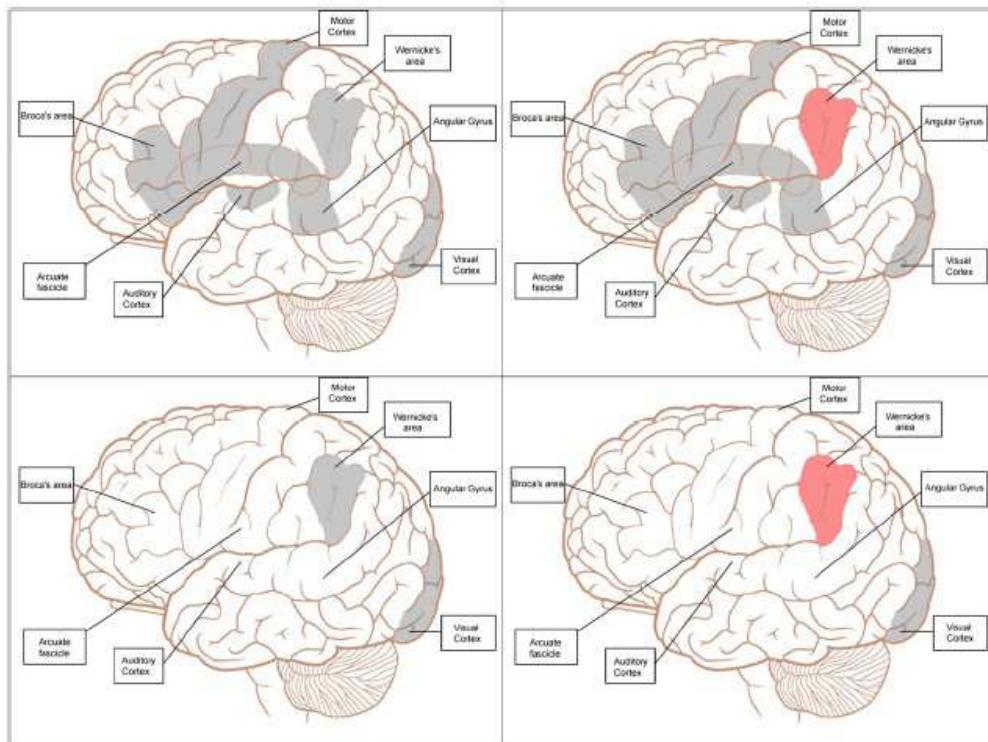 Motor
Cortex
Wernicke's
area
Broca's area
Angular Gyrus
Arcuate
fascicle
Auditory
Cortex
Visual
Cortex
Motor
Cortex
Wernicke's
area
Broca's area
Angular Gyrus
Arcuate
fascicle
Auditory
Cortex
Visual
Cortex
Motor
Cortex
Wernicke's
area
Broca's area
Angular Gyrus
Arcuate
fascicle
Auditory
Cortex
Visual
Cortex
Motor
Cortex
Wernicke's
area
Broca's area
Angular Gyrus
Arcuate
fascicle
Auditory
Cortex
Visual
Cortex